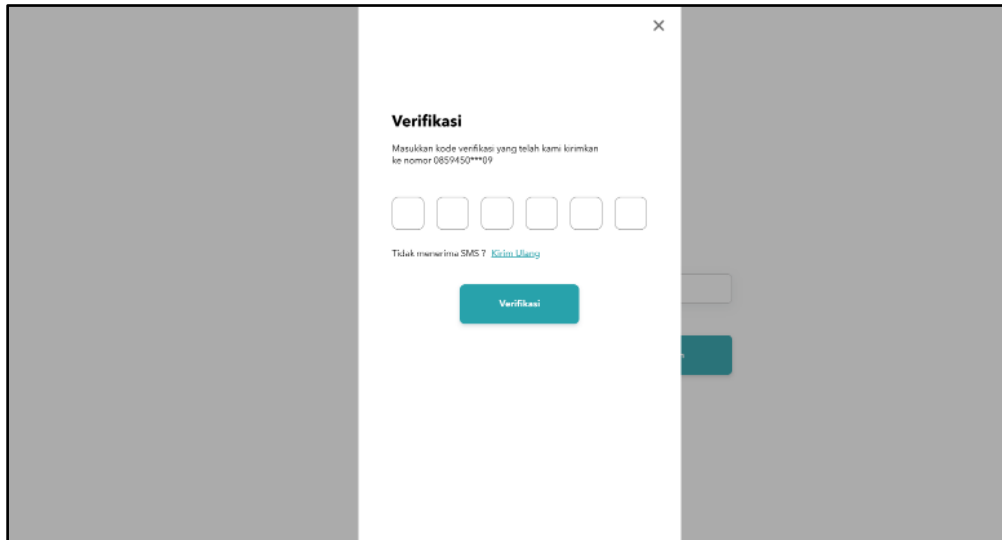 Verifikasi
Masukkan kode verifikasi yang telah kami kirimkan
ke nomor 0859450***09
Tidak menerima SMS ? Kirim Ulang
Verifikasi